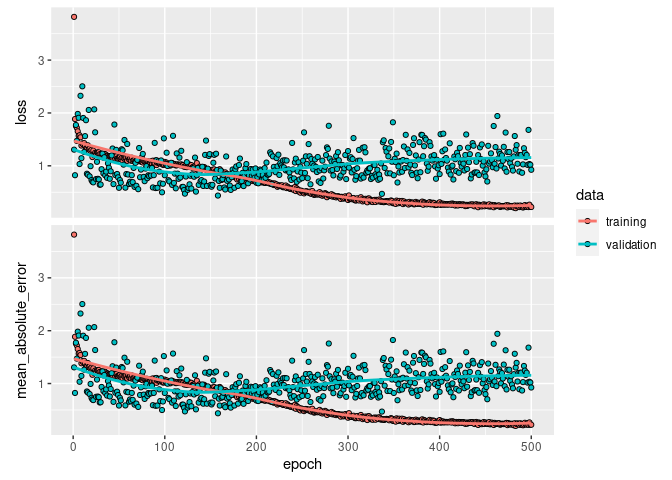 loss
3
2
1
mean_absolute_error
3
2
1
0 100 200 300 400 500
epoch
data
training
validation